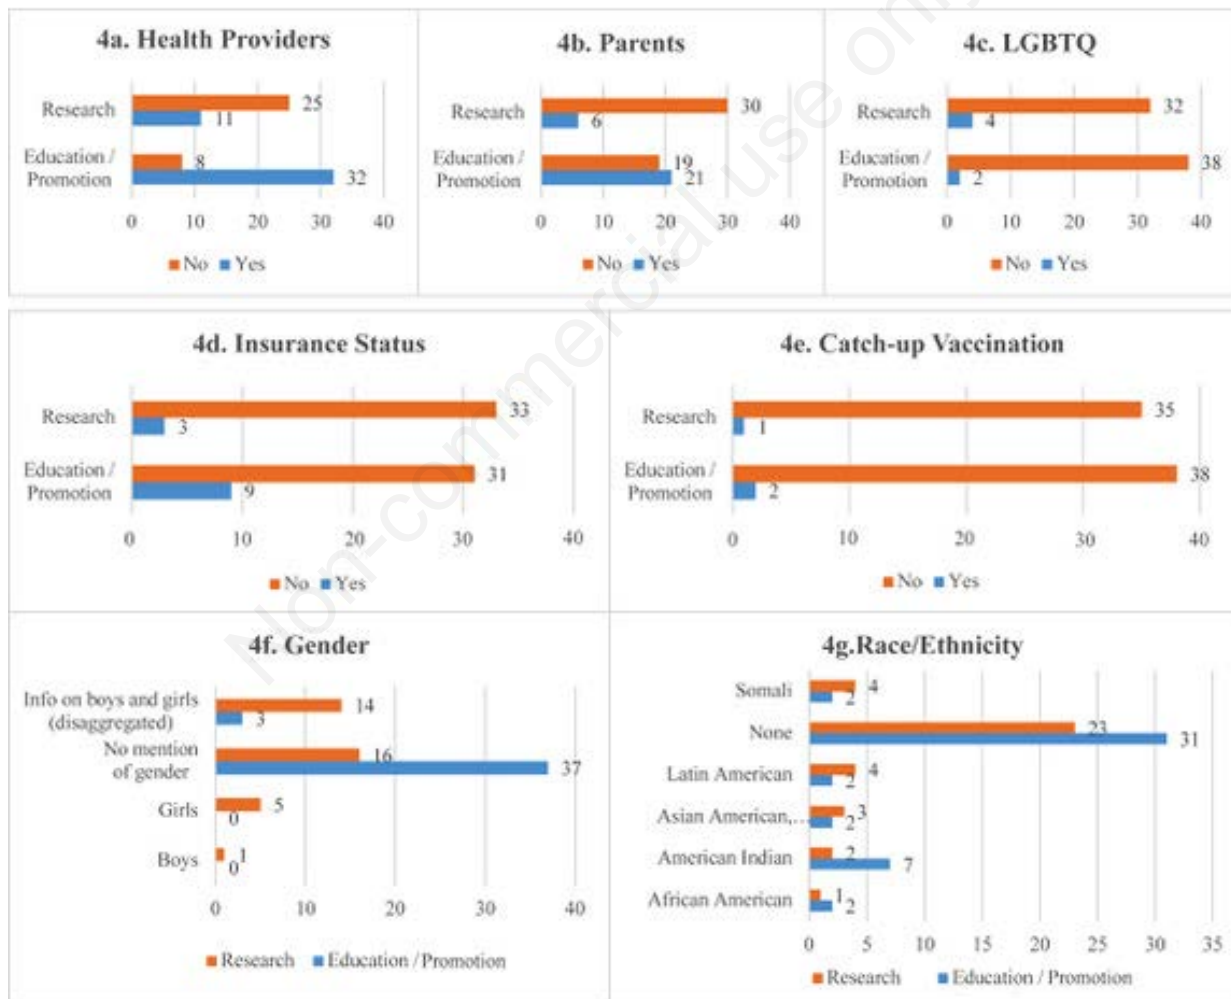 4a. Health Providers
Research
25
11
Education /
Promotion
8
32
0 10 20 30 40
No Yes
4b. Parents
Research
30
6
Education /
Promotion
19
21
0 10 20 30 40
No Yes
4c. LGBTQ
Research
32
4
Education /
Promotion
38
2
0 10 20 30 40
No Yes
4d. Insurance Status
Research
33
3
Education /
Promotion
31
9
0 10 20 30 40
No Yes
4e. Catch-up Vaccination
Research
35
1
Education /
Promotion
38
2
0 10 20 30 40
No Yes
4f. Gender
Info on boys and girls
(disaggregated)
14
3
No mention
of gender
16
37
Girls
5
0
Boys
1
0
0 10 20 30 40
Research Education / Promotion
4g.Race/Ethnicity
Somali
4
2
None
23
31
Latin American
4
2
Asian American,...
3
2
American Indian
2
7
African American
1
2
0 5 10 15 20 25 30 35
Research Education / Promotion
Non-commercial use only